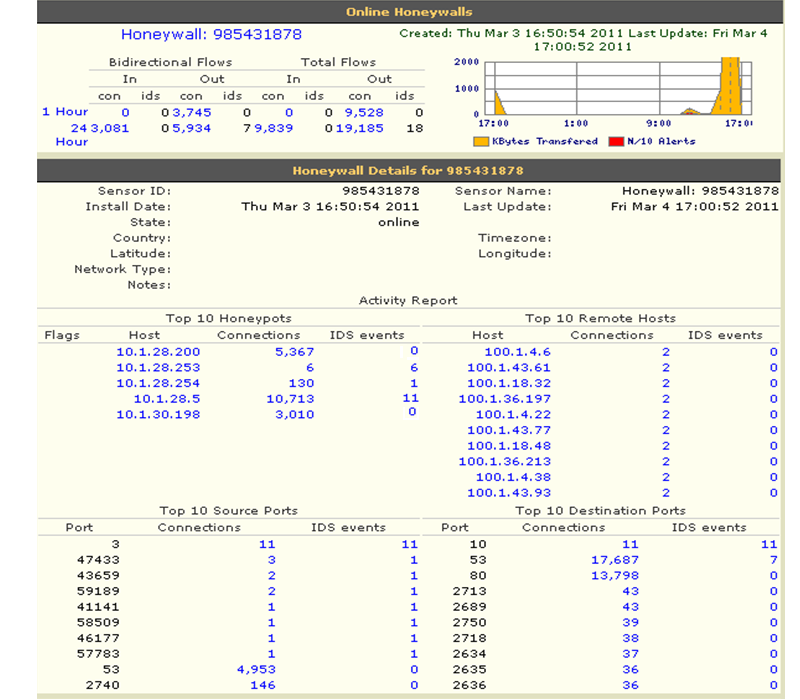 Online Honeywalls
Honeywall: 985431878
Created: Thu Mar 3 16:50:54 2011 Last Update: Fri Mar 4
17:00:52 2011
Bidirectional Flows Total Flows
In Out In Out
con ids con ids con ids con ids
1 Hour 0 0 3,745 0 0 0 9,528 0
24 3,081 0 5,934 7 9,839 0 19,185 18
Hour
2000
1000
0
17:00 1:00 9:00 17:00
KBytes Transfered N/10 Alerts
Honeywall Details for 985431878
Sensor ID: 985431878 Sensor Name: Honeywall: 985431878
Install Date: Thu Mar 3 16:50:54 2011 Last Update: Fri Mar 4 17:00:52 2011
State: online
Country: Timezone:
Latitude: Longitude:
Network Type:
Notes:
Activity Report
Top 10 Honeypots Top 10 Remote Hosts
Flags Host Connections IDS events Host Connections IDS events
10.1.28.200 5,367 0 100.1.4.6 2 0
10.1.28.253 6 6 100.1.43.61 2 0
10.1.28.254 130 1 100.1.18.32 2 0
10.1.28.5 10,713 11 100.1.36.197 2 0
10.1.30.198 3,010 0 100.1.4.22 2 0
100.1.43.77 2 0
100.1.18.48 2 0
100.1.36.213 2 0
100.1.4.38 2 0
100.1.43.93 2 0
Top 10 Source Ports Top 10 Destination Ports
Port Connections IDS events Port Connections IDS events
3 11 11 10 11 11
47433 3 1 53 17,687 7
43659 2 1 80 13,798 0
59189 2 1 2713 43 0
41141 1 1 2689 43 0
58509 1 1 2750 39 0
46177 1 1 2718 38 0
57783 1 1 2634 37 0
53 4,953 0 2635 36 0
2740 146 0 2636 36 0